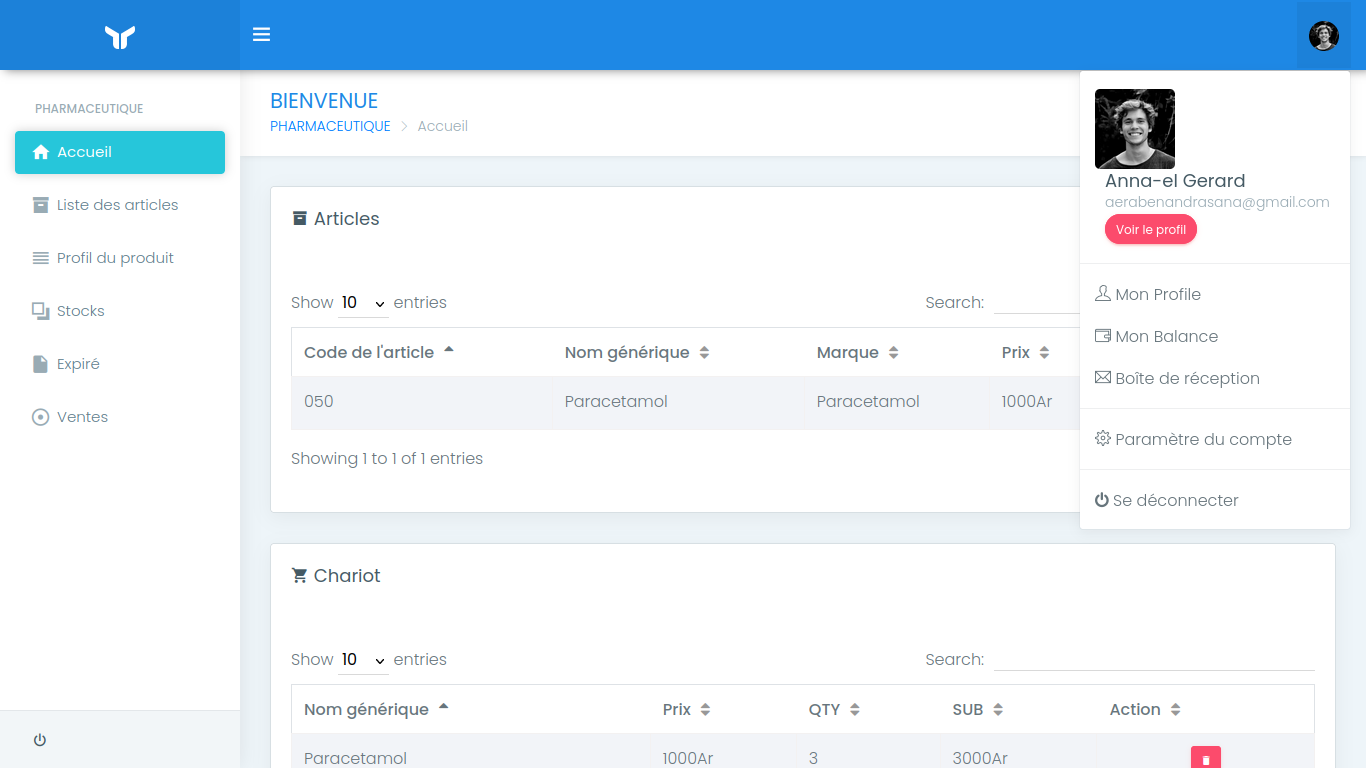 PHARMACEUTIQUE
Accueil
Liste des articles
Profil du produit
Stocks
Expiré
Ventes
BIENVENUE
PHARMACEUTIQUE Accueil
Articles
Show 10 entries Search:
Code de l'article Nom générique Marque Prix
050 Paracetamol Paracetamol 1000Ar
Showing 1 to 1 of 1 entries
Anna-el Gerard
aerabenandrasana@gmail.com
Voir le profil
Mon Profile
Mon Balance
Boîte de réception
Paramètre du compte
Se déconnecter
Chariot
Show 10 entries Search:
Nom générique Prix QTY SUB Action
Paracetamol 1000Ar 3 3000Ar